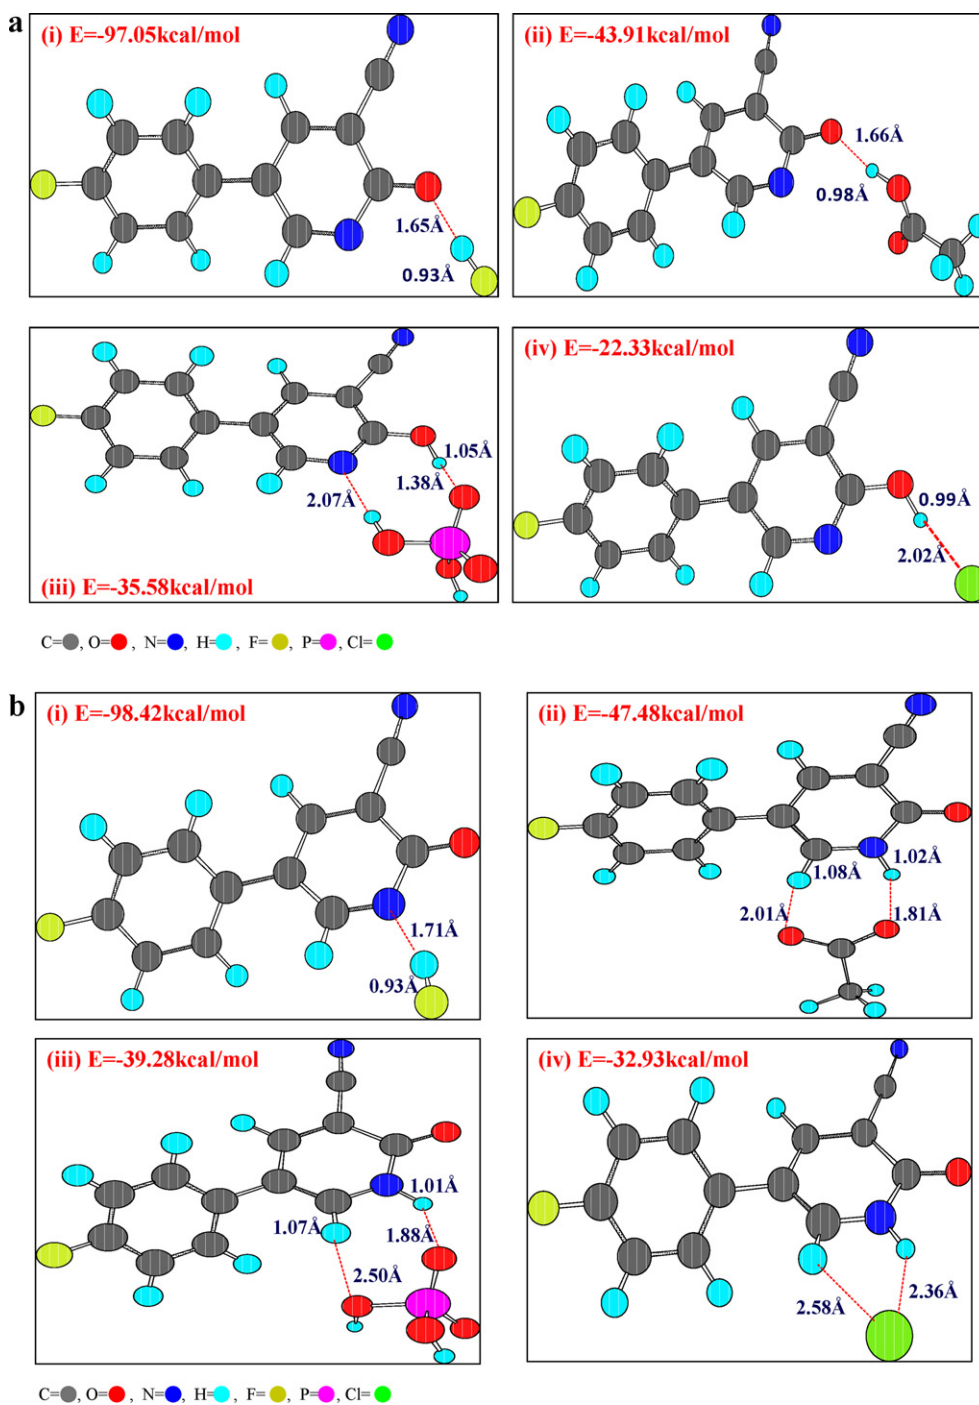 a
(i) E=-97.05kcal/mol
1.65Å
0.93Å
(ii) E=-43.91kcal/mol
1.66Å
0.98Å
1.05Å
1.38Å
2.07Å
(iii) E=-35.58kcal/mol
(iv) E=-22.33kcal/mol
0.99Å
2.02Å
C=, O=, N=, H=, F=, P=, Cl=
b
(i) E=-98.42kcal/mol
1.71Å
0.93Å
(ii) E=-47.48kcal/mol
1.02Å
1.08Å
2.01Å
1.81Å
(iii) E=-39.28kcal/mol
1.01Å
1.07Å
1.88Å
2.50Å
(iv) E=-32.93kcal/mol
2.36Å
2.58Å
C=, O=, N=, H=, F=, P=, Cl=